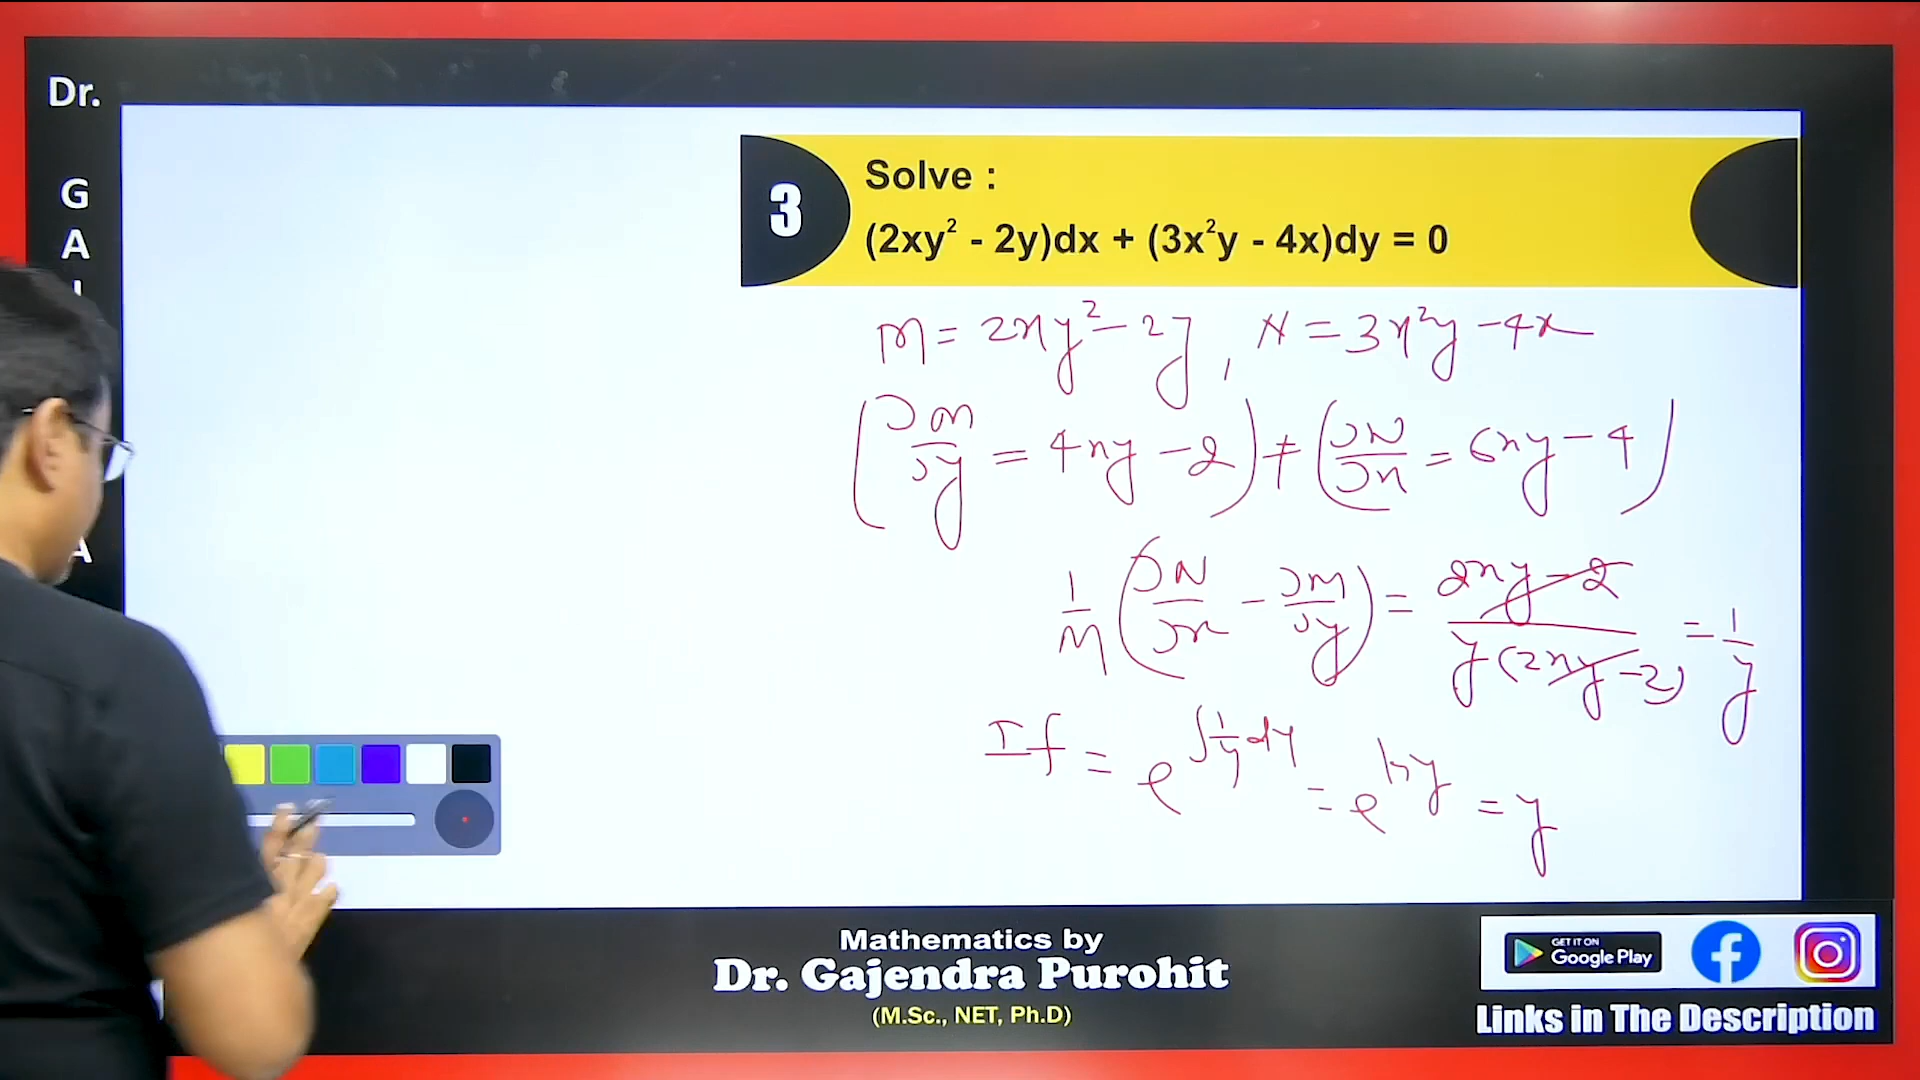 Dr.
G
A
A
3
Solve :
(2xy² - 2y)dx + (3x²y - 4x)dy = 0
M = 2xy² - 2y , N = 3x²y - 4x
(∂M/∂y = 4xy - 2) ≠ (∂N/∂x = 6xy - 4)
1/M (∂N/∂x - ∂M/∂y) = 2xy - 2 / y(2xy - 2) = 1/y
If = e^∫1/y dy = e^ln y = y
Mathematics by
Dr. Gajendra Purohit
(M.Sc., NET, Ph.D)
GET IT ON
Google Play
Links in The Description